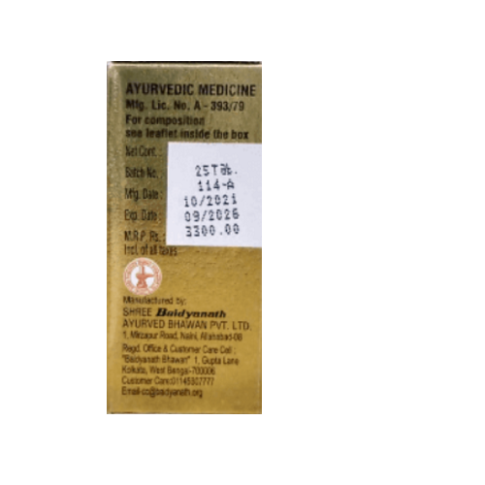 AYURVEDIC MEDICINE
Mfg. Lic. No. A - 393/79
For composition
see leaflet inside the box
Net Cont. :
25Tab.
Batch No. :
114-A
Mfg. Date :
10/2021
Exp. Date :
09/2026
M.R.P. Rs. :
3300.00
Incl. of all taxes
Manufactured by:
SHREE Baidyanath
AYURVED BHAWAN PVT. LTD.
1, Mirzapur Road, Naini, Allahabad-08
Regd. Office & Customer Care Cell :
"Baidyanath Bhawan" 1, Gupta Lane
Kolkata, West Bengal-700006
Customer Care:01145307777
Email-cc@baidyanath.org